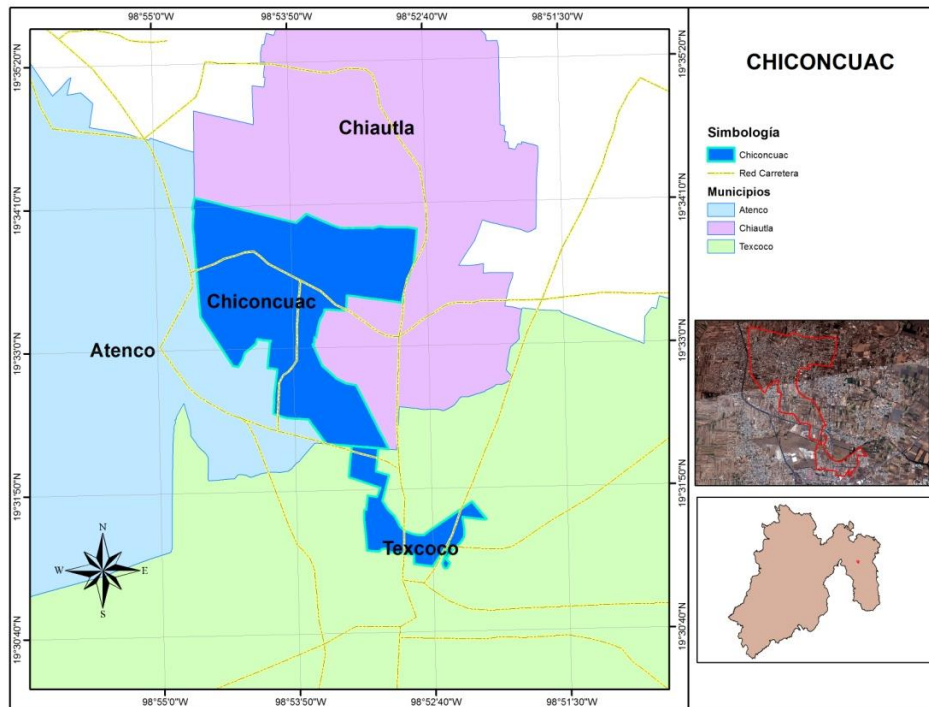 98°55'0"W 98°53'50"W 98°52'40"W 98°51'30"W
19°35'20"N
19°34'10"N
19°33'0"N
19°31'50"N
19°30'40"N
Chiautla
Chiconcuac
Atenco
Texcoco
N
W E
S
19°35'20"N
19°34'10"N
19°33'0"N
19°31'50"N
19°30'40"N
98°55'0"W 98°53'50"W 98°52'40"W 98°51'30"W
CHICONCUAC
Simbología
Chiconcuac
Red Carretera
Municipios
Atenco
Chiautla
Texcoco